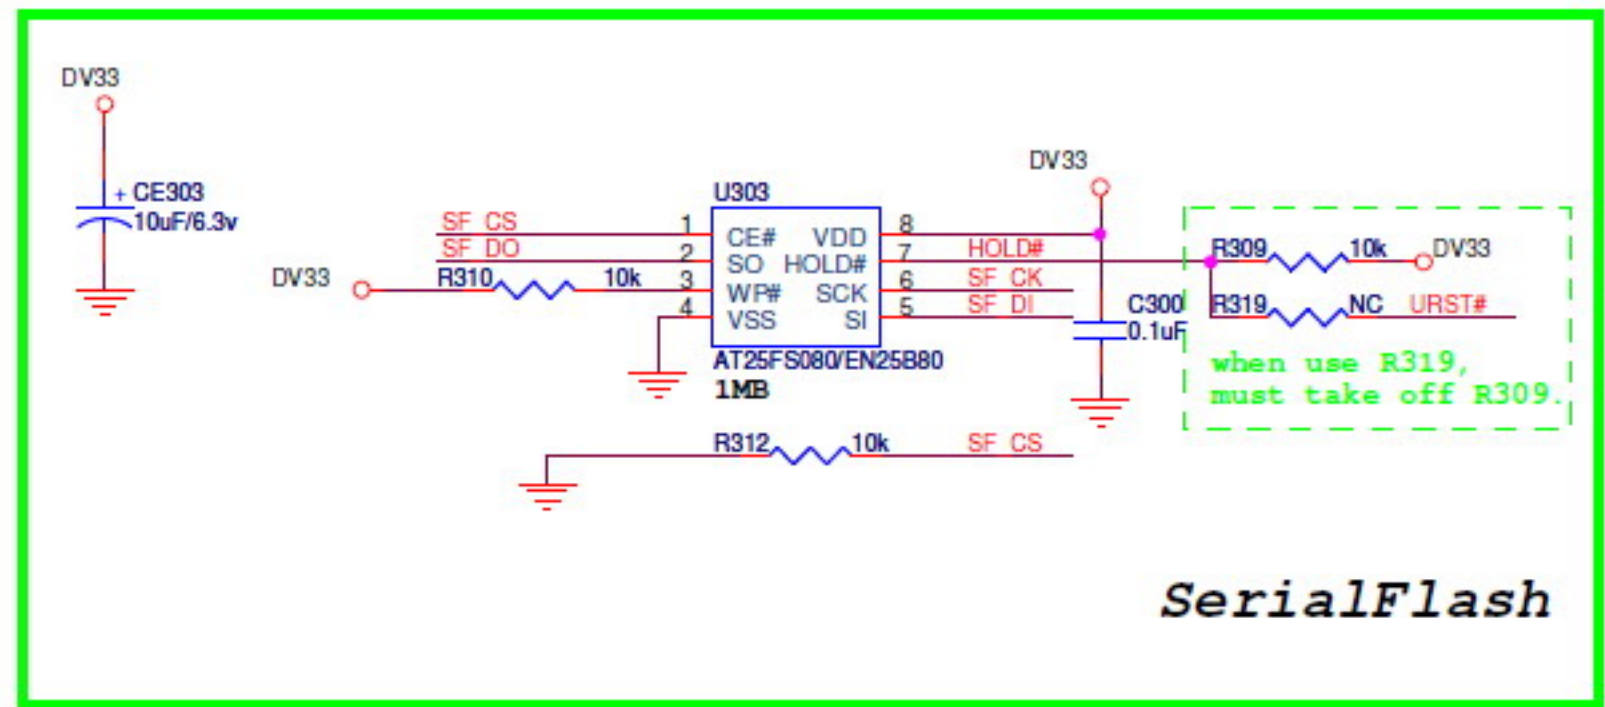 DV33
+ CE303
10uF/6.3v
DV33
R310 10k
SF_CS 1
SF_DO 2
3
4
U303
CE# VDD
SO HOLD#
WP# SCK
VSS SI
AT25FS080/EN25B80
1MB
8
7 HOLD#
6 SF_CK
5 SF_DI
DV33
C300
0.1uF
R309 10k DV33
R319 NC URST#
when use R319,
must take off R309.
R312 10k SF_CS
SerialFlash